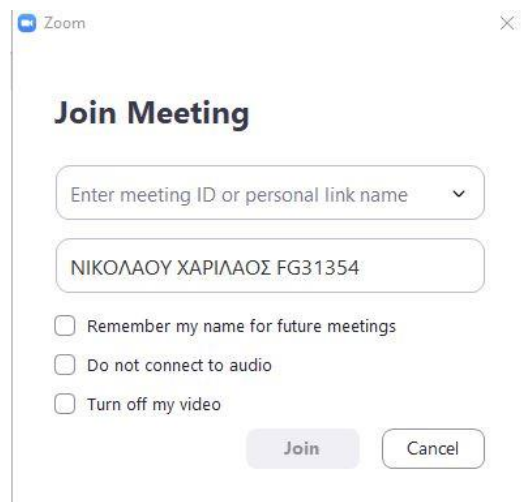 Zoom
Join Meeting
Enter meeting ID or personal link name
ΝΙΚΟΛΑΟΥ ΧΑΡΙΛΑΟΣ FG31354
Remember my name for future meetings
Do not connect to audio
Turn off my video
Join Cancel